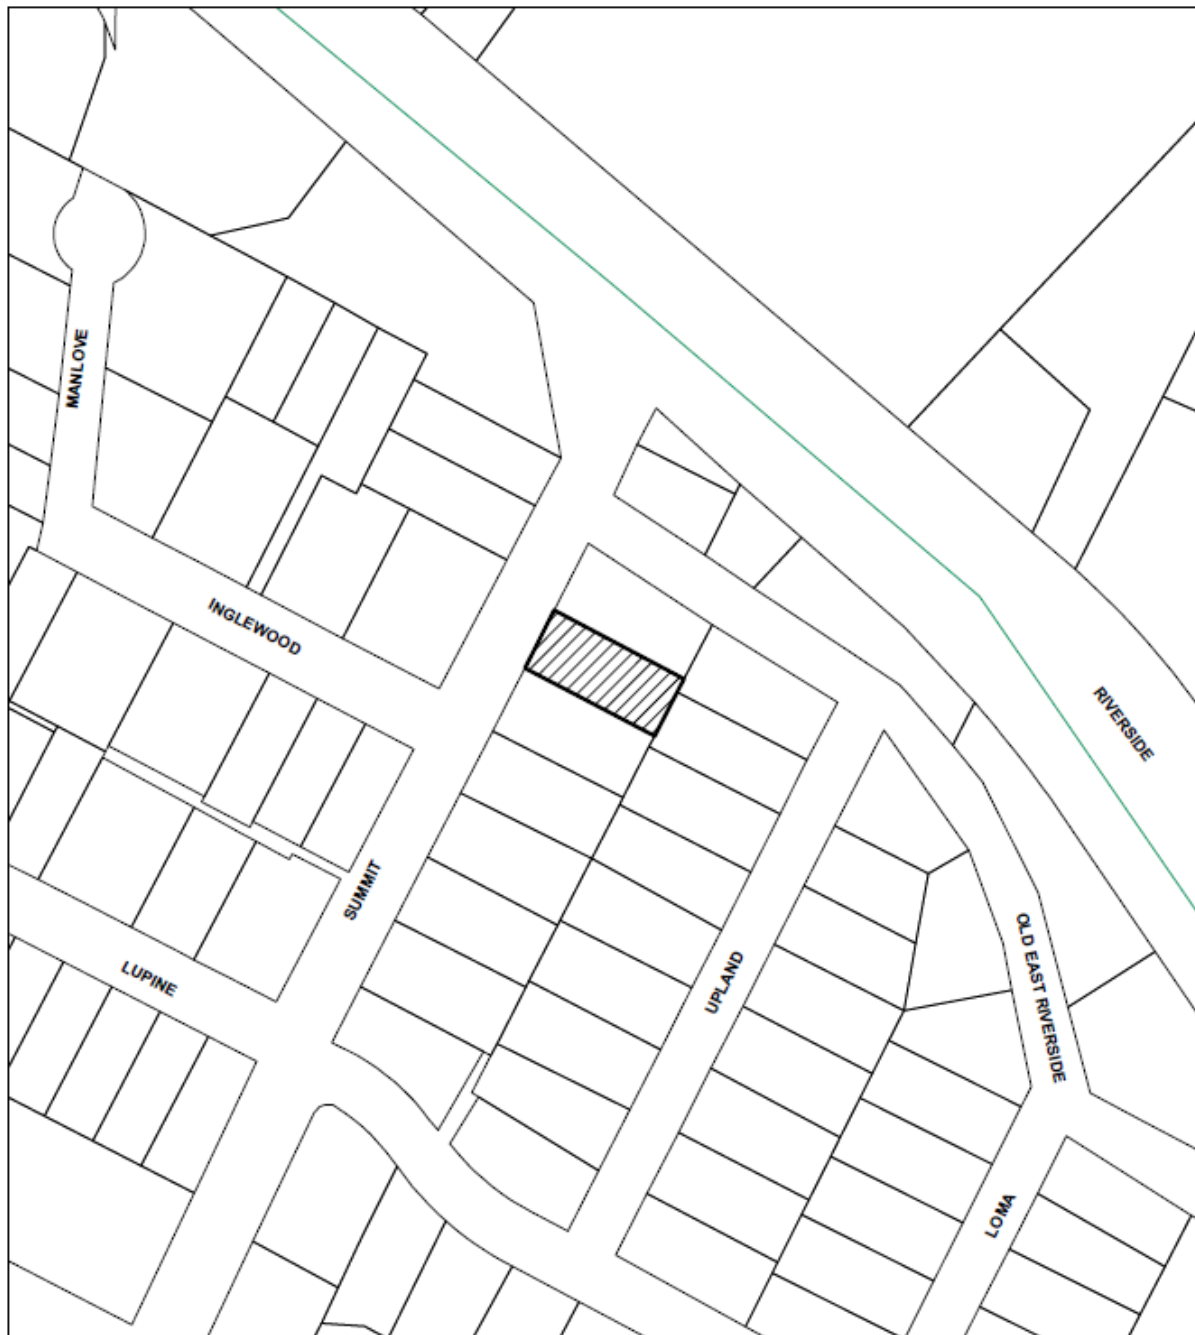 MANLOVE
INGLEWOOD
RIVERSIDE
SUMMIT
LUPINE
UPLAND
OLD EAST RIVERSIDE
LOMA